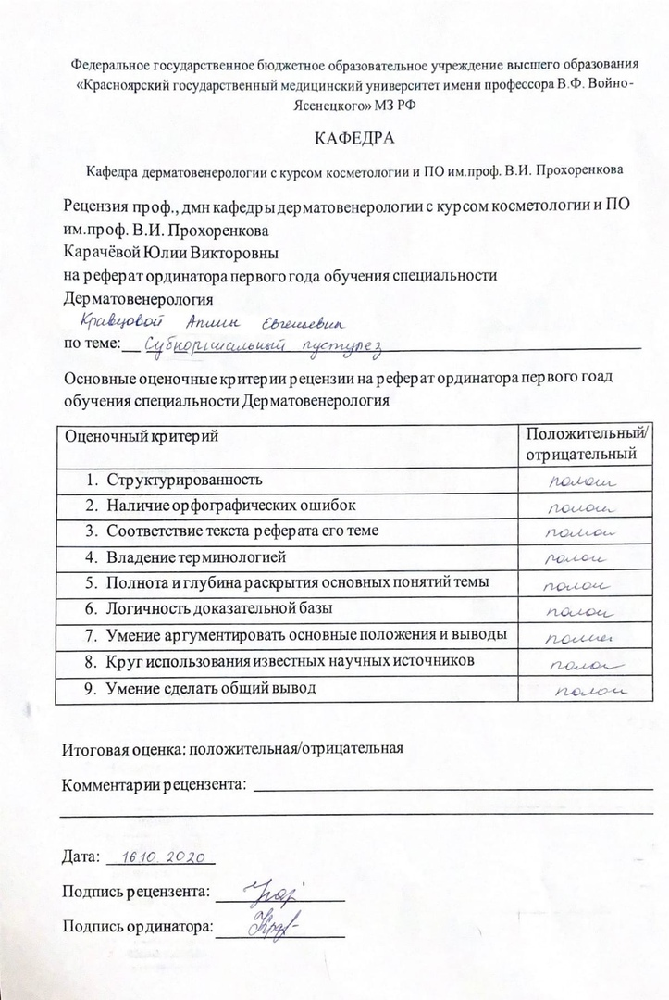 Федеральное государственное бюджетное образовательное учреждение высшего образования
«Красноярский государственный медицинский университет имени профессора В.Ф. Войно-
Ясенецкого» МЗ РФ
КАФЕДРА
Кафедра дерматовенерологии с курсом косметологии и ПО им.проф. В.И. Прохоренкова
Рецензия проф., дмн кафедры дерматовенерологии с курсом косметологии и ПО
им.проф. В.И. Прохоренкова
Карачёвой Юлии Викторовны
на реферат ординатора первого года обучения специальности
Дерматовенерология
Кравцовой
по теме: Субкорнеальный пустулез
Основные оценочные критерии рецензии на реферат ординатора первого гоад
обучения специальности Дерматовенерология
Оценочный критерий Положительный/
отрицательный
1. Структурированность полож
2. Наличие орфографических ошибок полож
3. Соответствие текста реферата его теме полож
4. Владение терминологией полож
5. Полнота и глубина раскрытия основных понятий темы полож
6. Логичность доказательной базы полож
7. Умение аргументировать основные положения и выводы полож
8. Круг использования известных научных источников полож
9. Умение сделать общий вывод полож
Итоговая оценка: положительная/отрицательная
Комментарии рецензента:
Дата: 16.10.2020
Подпись рецензента:
Подпись ординатора: